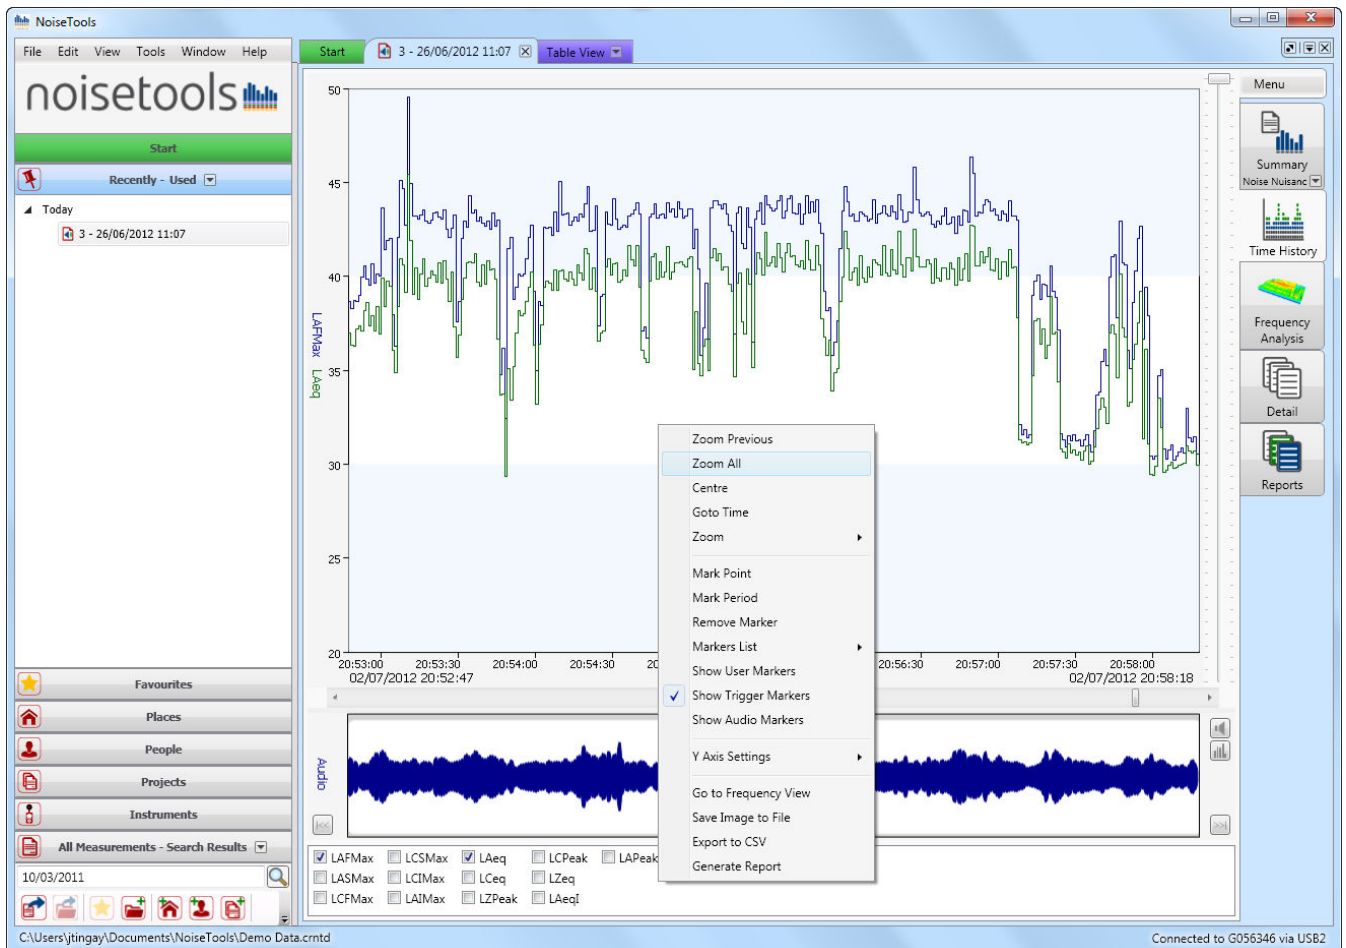 NoiseTools
File Edit View Tools Window Help
noisetools
Start
Recently - Used
Today
3 - 26/06/2012 11:07
Favourites
Places
People
Projects
Instruments
All Measurements - Search Results
10/03/2011
Start
3 - 26/06/2012 11:07
Table View
50
45
40
35
30
25
20
LAFMax LAeq
20:53:00 20:53:30 20:54:00 20:54:30 20 20:56:30 20:57:00 20:57:30 20:58:00
02/07/2012 20:52:47 02/07/2012 20:58:18
Audio
LAFMax LCSMax LAeq LCPeak LAPeak
LASMax LCIMax LCeq LZeq
LCFMax LAIMax LZPeak LAeqI
Zoom Previous
Zoom All
Centre
Goto Time
Zoom
Mark Point
Mark Period
Remove Marker
Markers List
Show User Markers
Show Trigger Markers
Show Audio Markers
Y Axis Settings
Go to Frequency View
Save Image to File
Export to CSV
Generate Report
Menu
Summary
Noise Nuisanc
Time History
Frequency
Analysis
Detail
Reports
C:\Users\jtingay\Documents\NoiseTools\Demo Data.crntd
Connected to G056346 via USB2